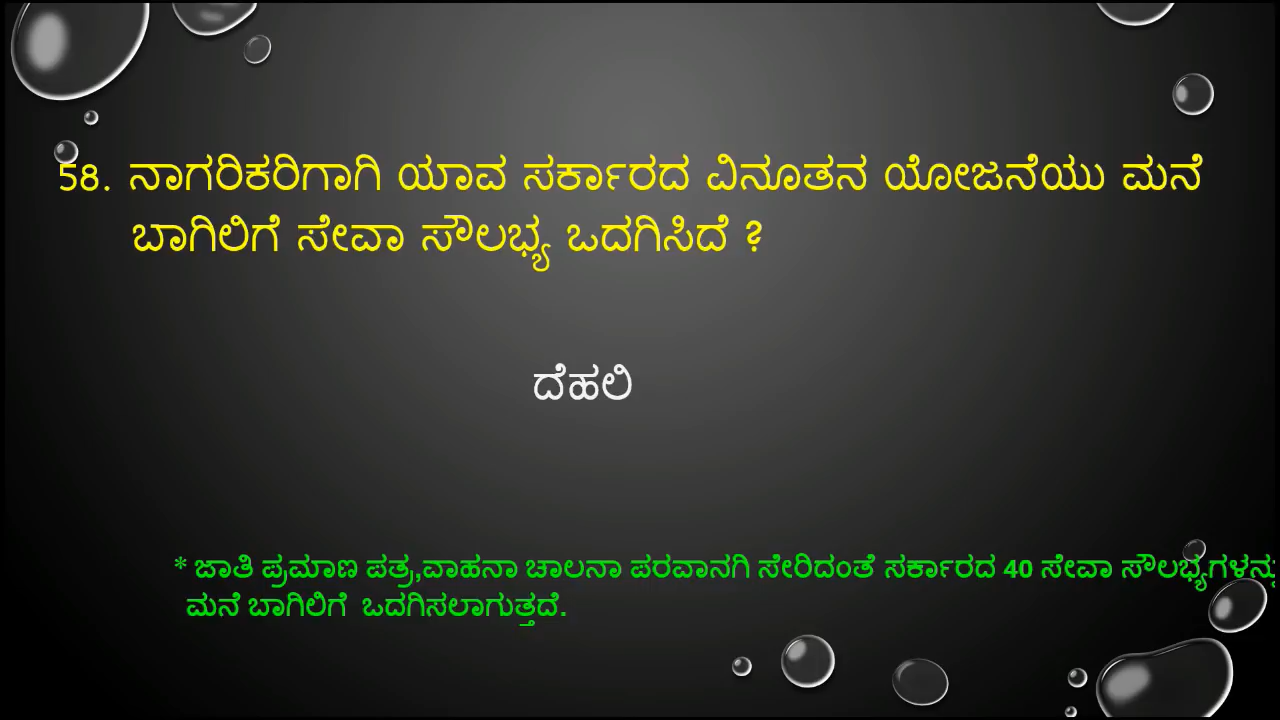 58. ನಾಗರಿಕರಿಗಾಗಿ ಯಾವ ಸರ್ಕಾರದ ವಿನೂತನ ಯೋಜನೆಯು ಮನೆ
ಬಾಗಿಲಿಗೆ ಸೇವಾ ಸೌಲಭ್ಯ ಒದಗಿಸಿದೆ ?
ದೆಹಲಿ
* ಜಾತಿ ಪ್ರಮಾಣ ಪತ್ರ,ವಾಹನಾ ಚಾಲನಾ ಪರವಾನಗಿ ಸೇರಿದಂತೆ ಸರ್ಕಾರದ 40 ಸೇವಾ ಸೌಲಭ್ಯಗಳನ್ನು
ಮನೆ ಬಾಗಿಲಿಗೆ ಒದಗಿಸಲಾಗುತ್ತದೆ.